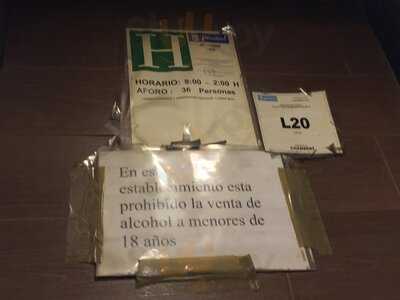 H
HORARIO: 8:00 - 2:00 H
AFORO : 36 Personas
L20
En es
establecimiento esta
prohibido la venta de
alcohol a menores de
18 años